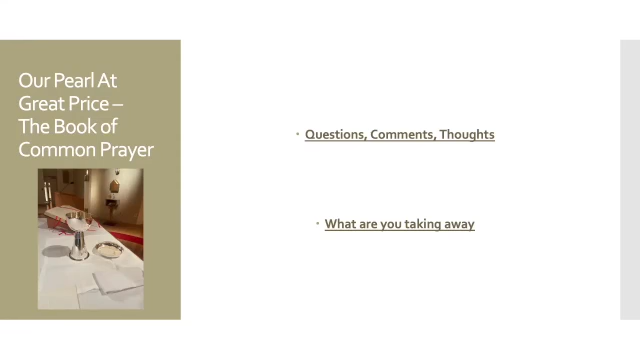 Our Pearl At
Great Price –
The Book of
Common Prayer
Questions, Comments, Thoughts
What are you taking away